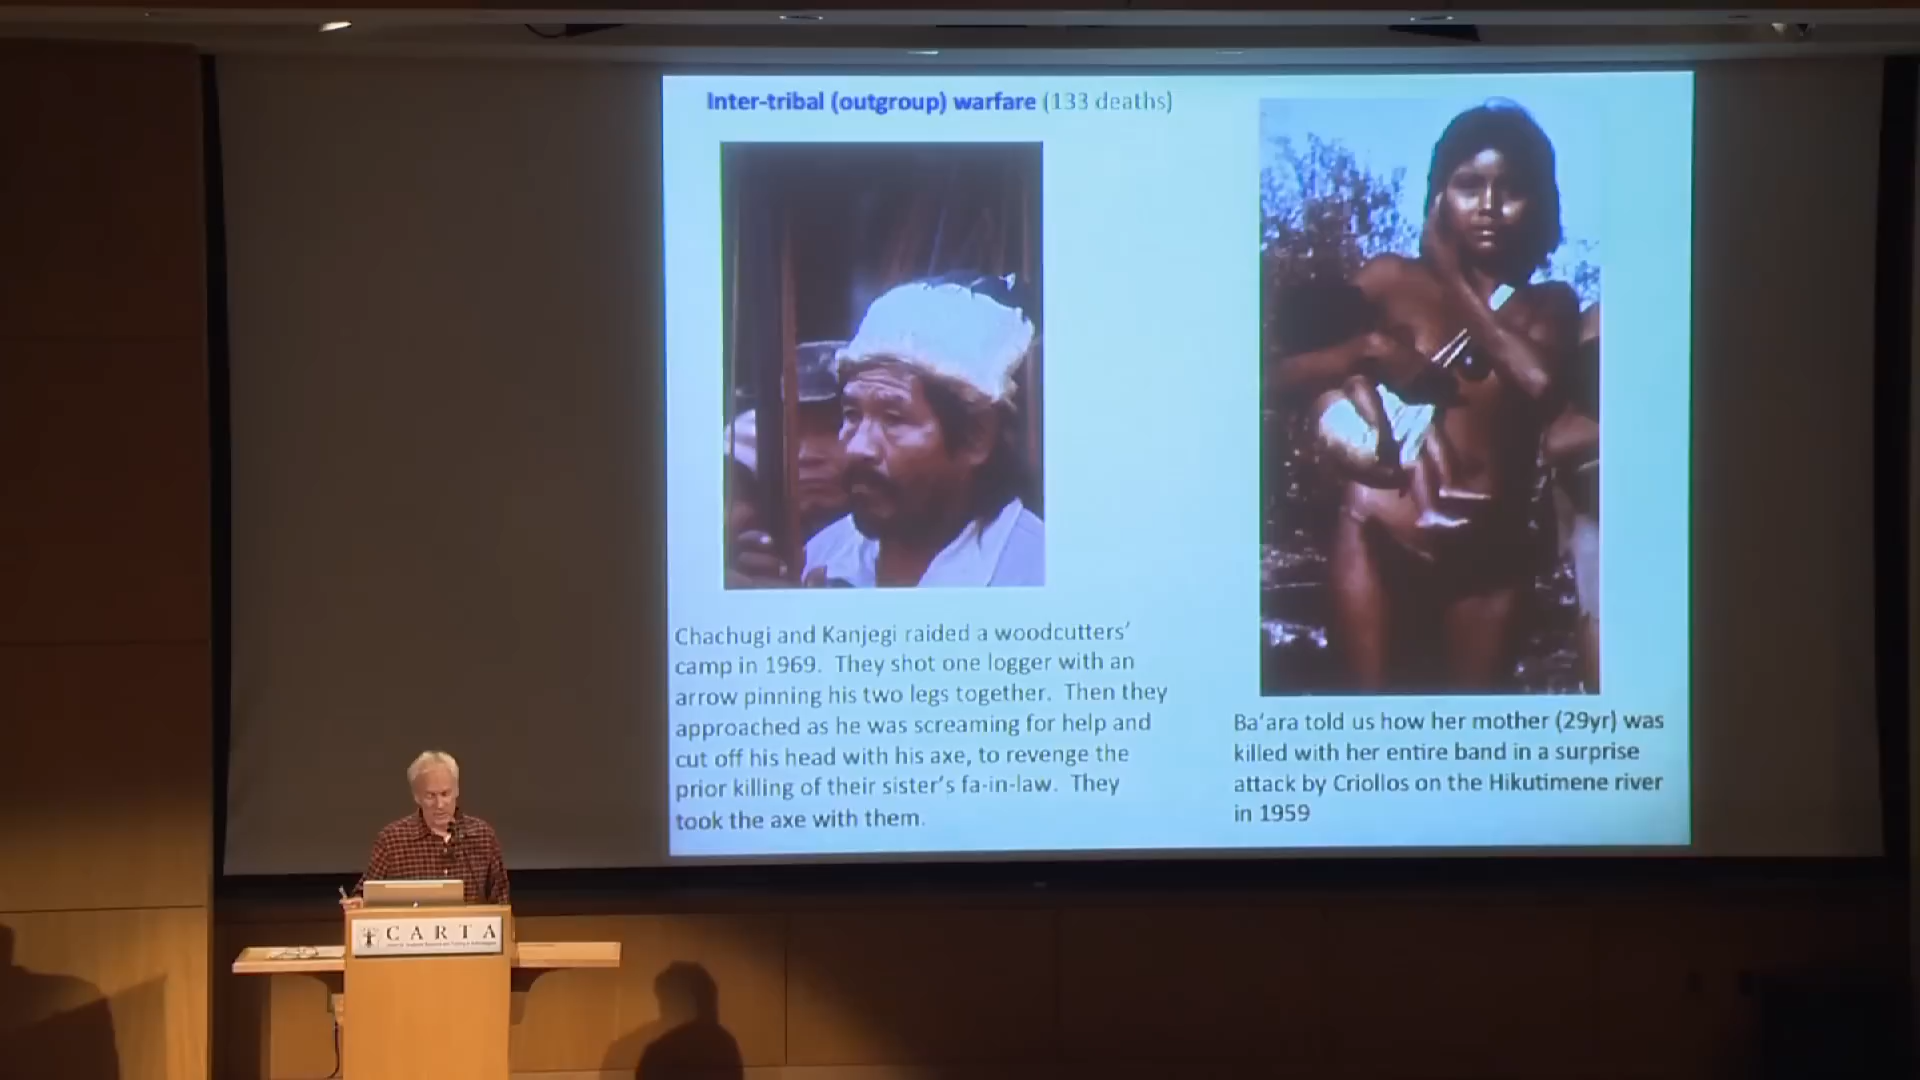 Inter-tribal (outgroup) warfare (133 deaths)
Chachugi and Kanjegi raided a woodcutters'
camp in 1969.  They shot one logger with an
arrow pinning his two legs together.  Then they
approached as he was screaming for help and
cut off his head with his axe, to revenge the
prior killing of their sister's fa-in-law.  They
took the axe with them.
Ba'ara told us how her mother (29yr) was
killed with her entire band in a surprise
attack by Criollos on the Hikutimene river
in 1959
CARTA